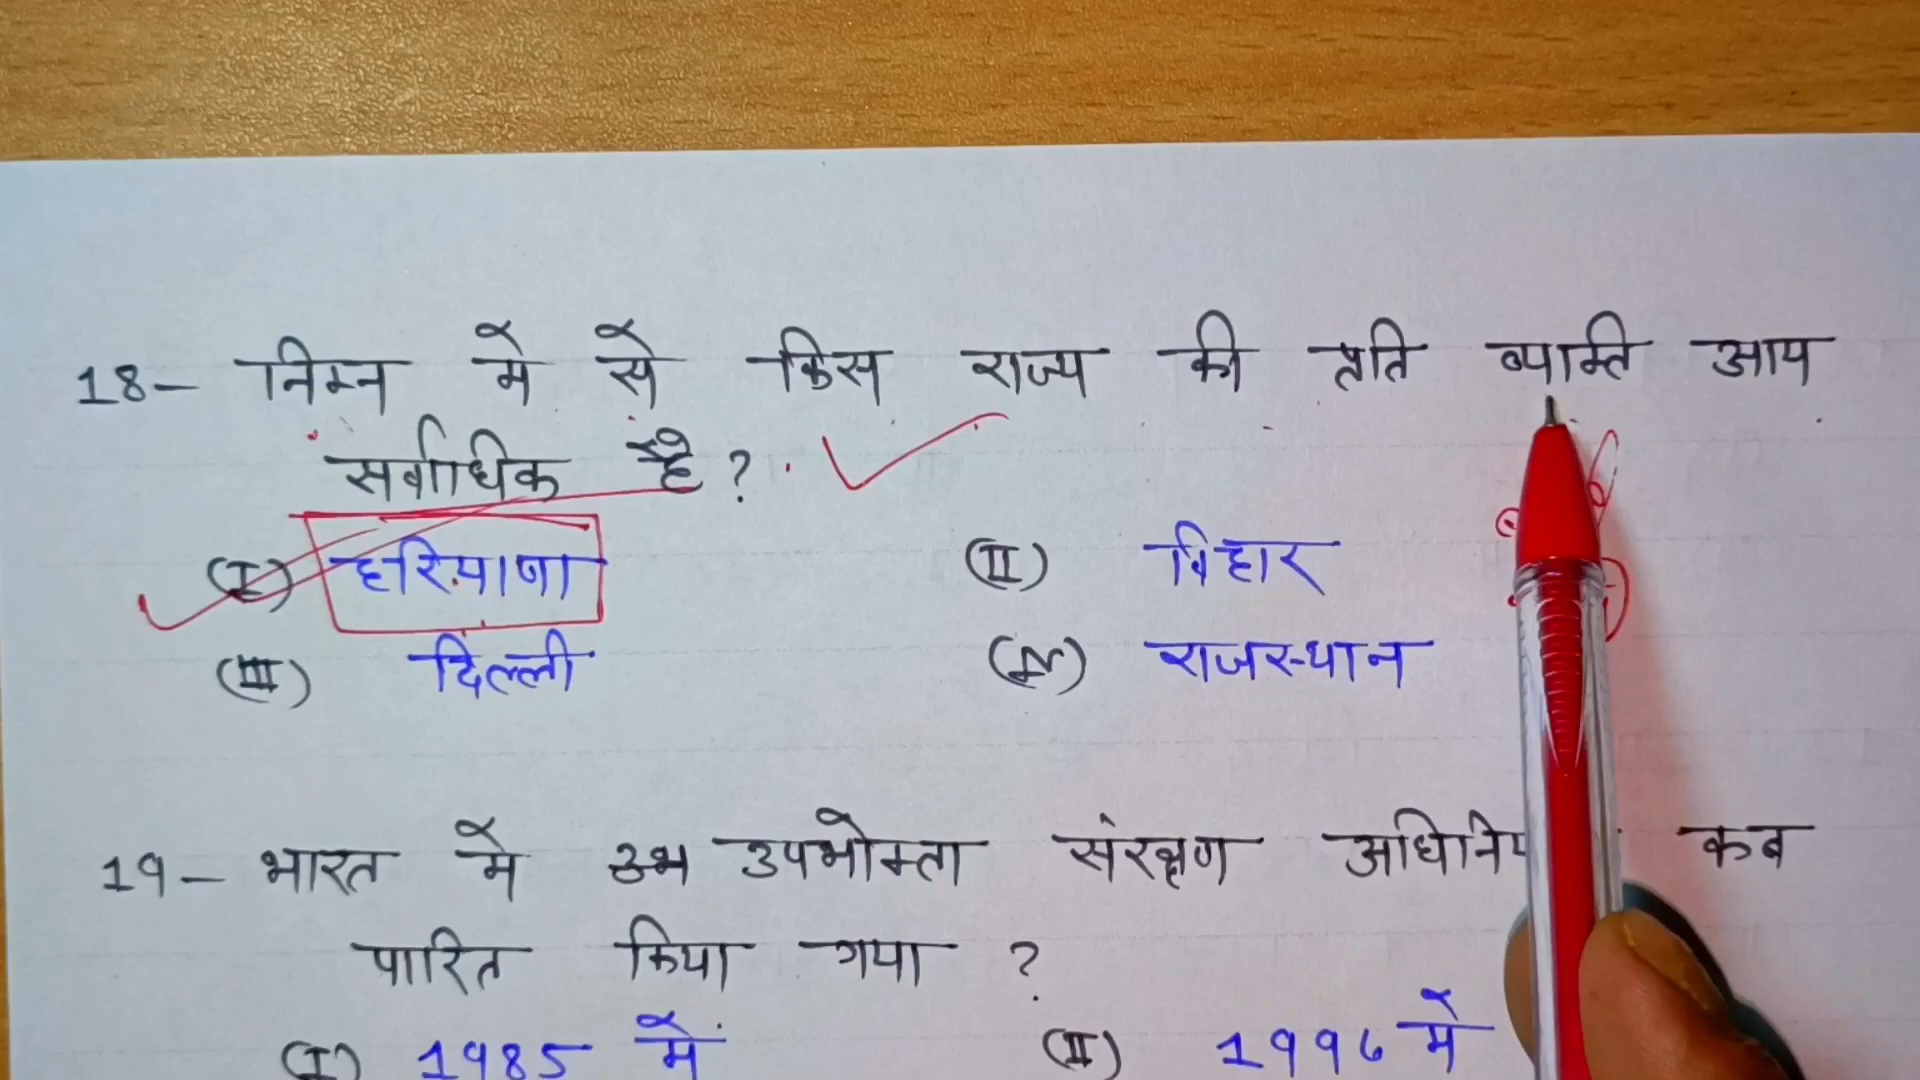 18- निम्न मे से किस राज्य की प्रति व्यक्ति आय
सर्वाधिक है ?
(I) हरियाणा (II) बिहार
(III) दिल्ली (IV) राजस्थान
19- भारत मे उपभोक्ता संरक्षण कब
पारित किया गया ?
(I) 1985 में (II) 1996 मे